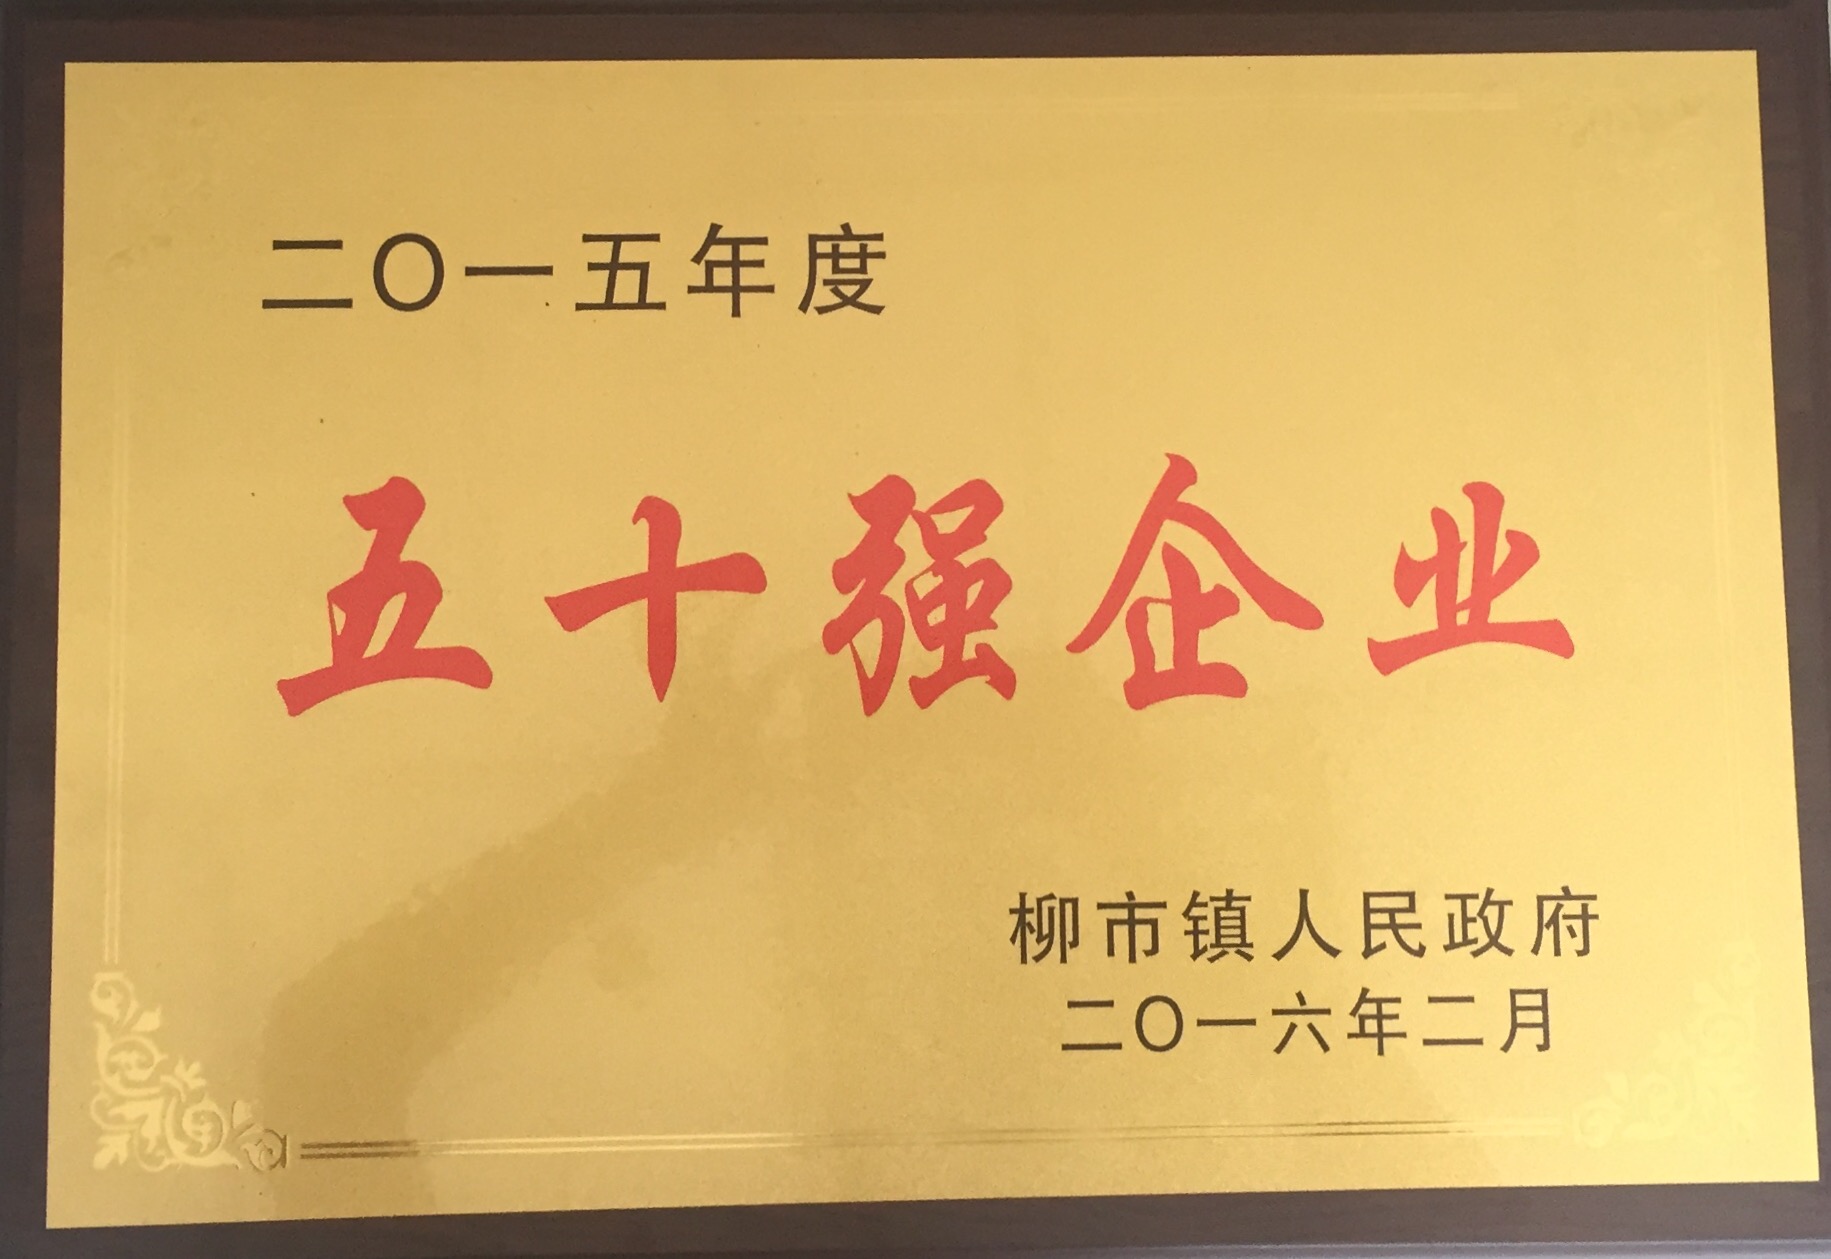 二〇一五年度
五十强企业
柳市镇人民政府
二〇一六年二月